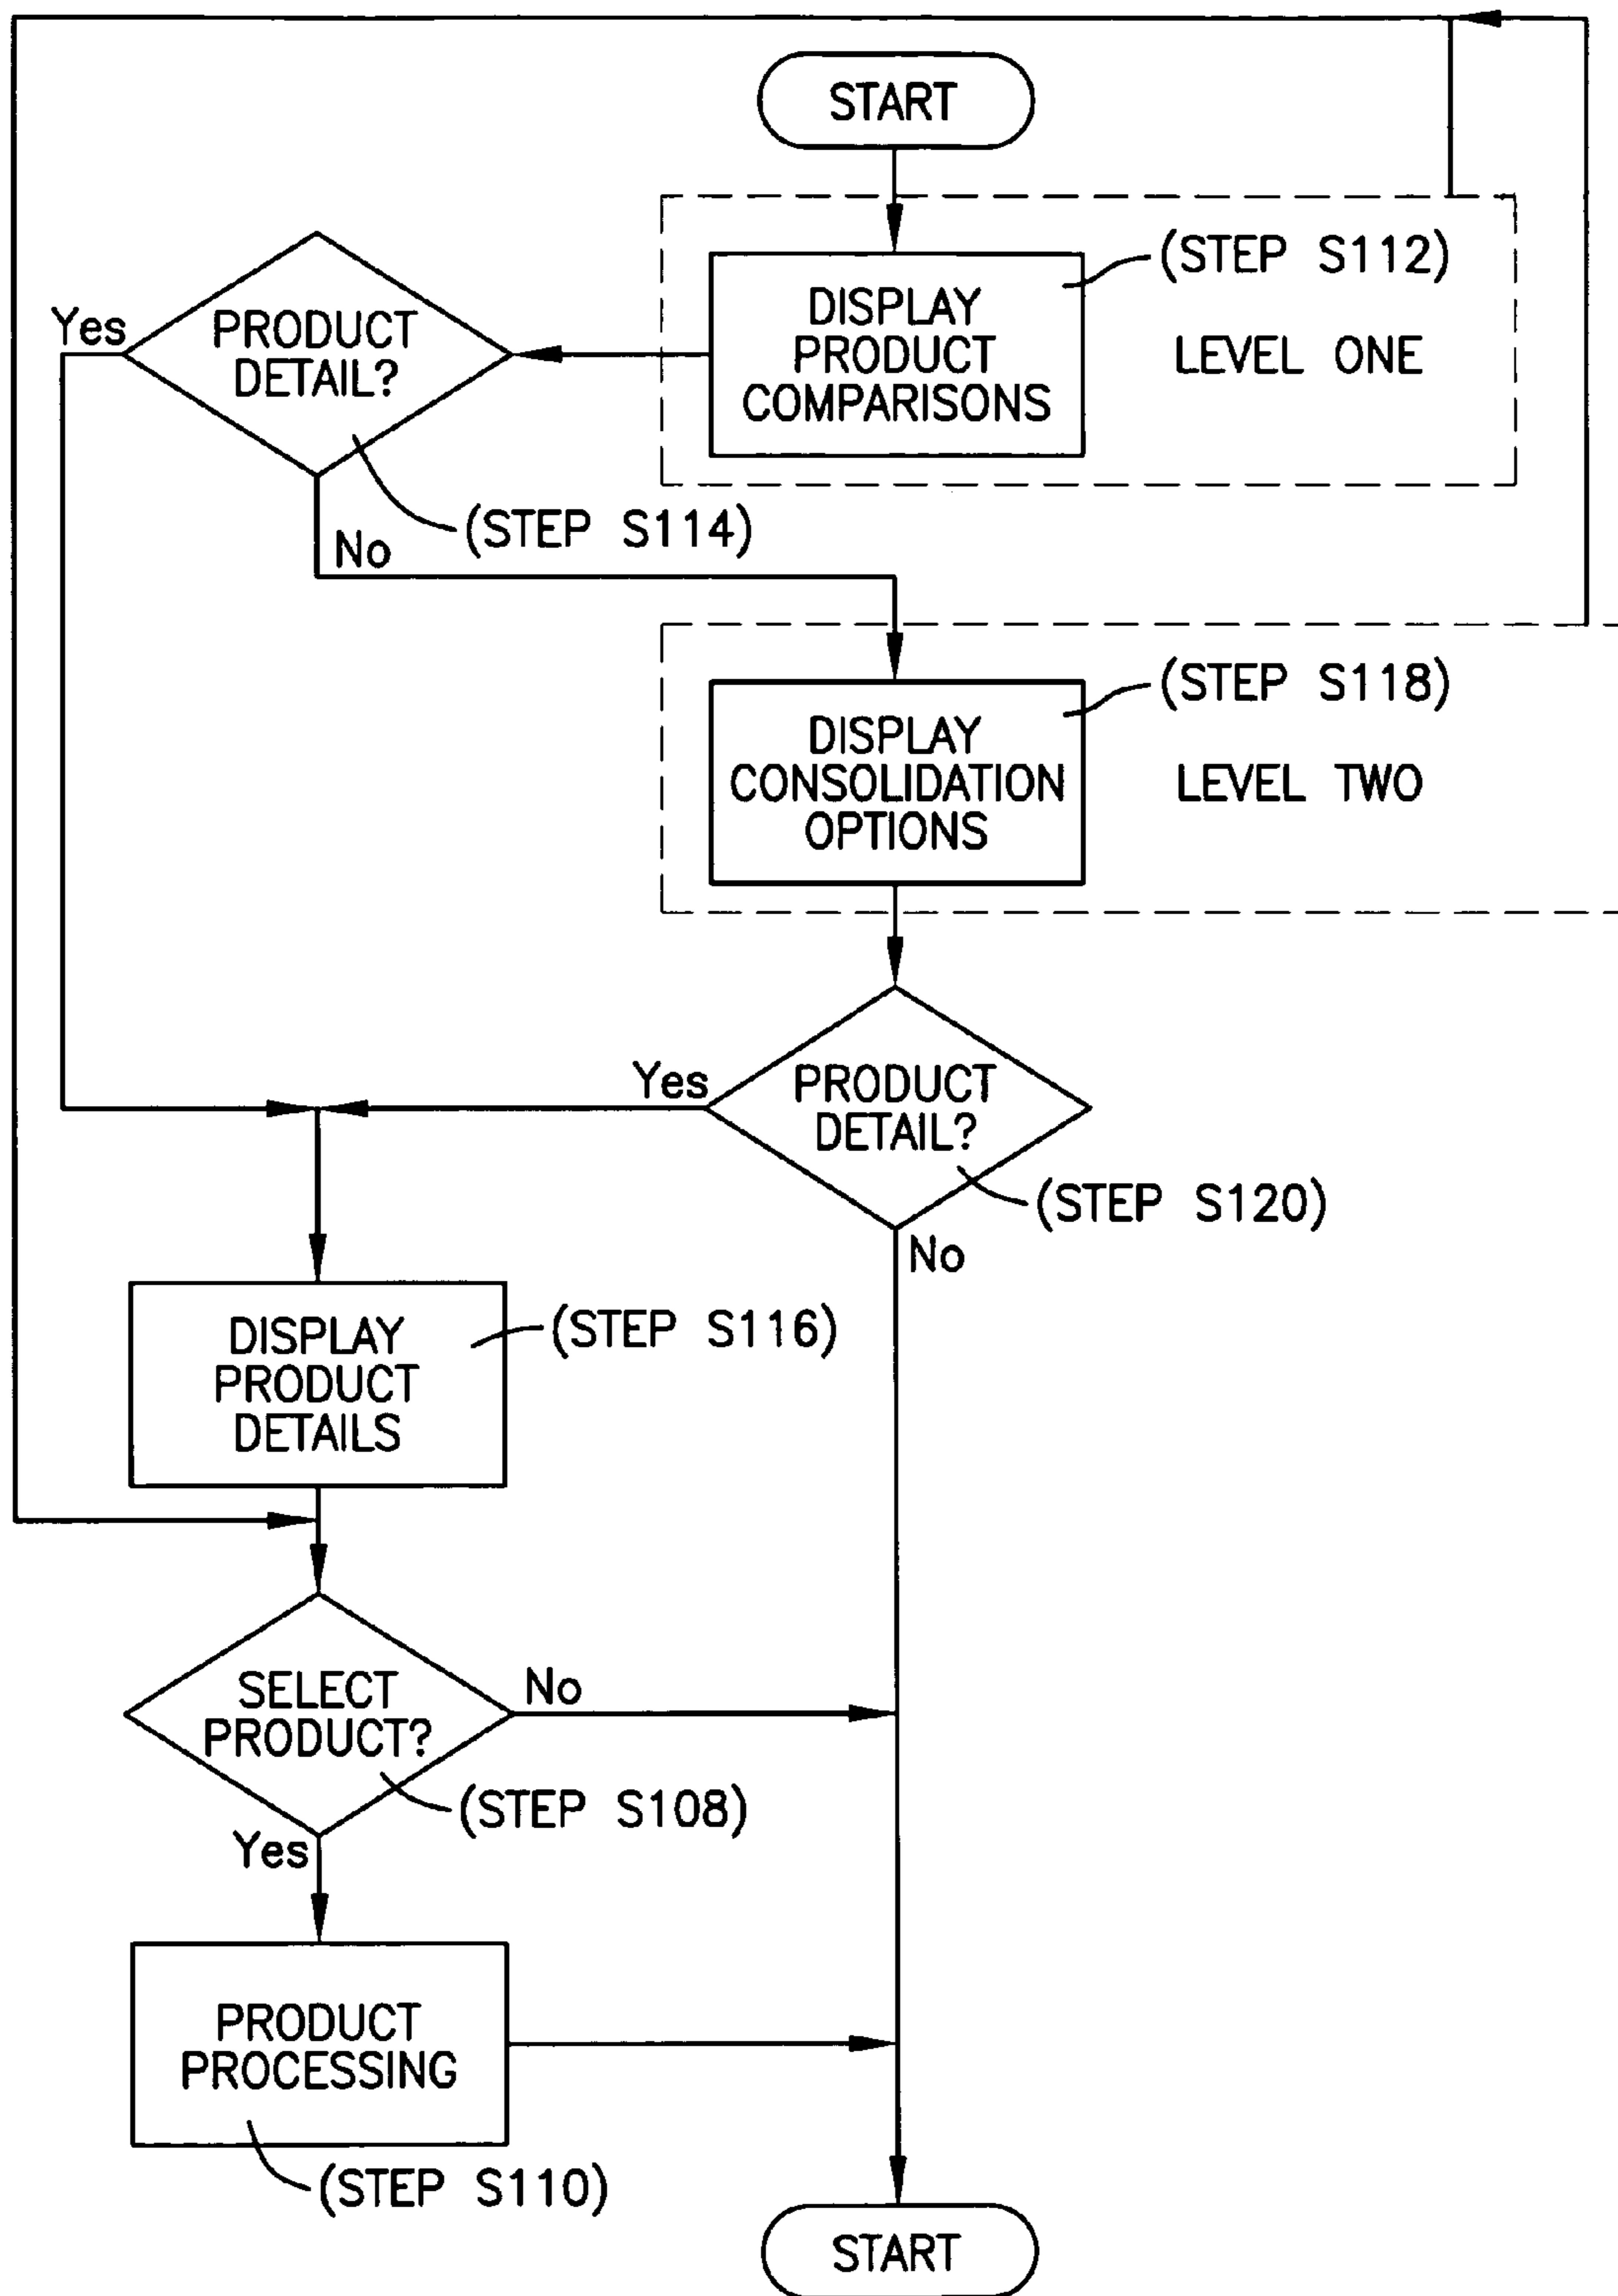 START
(STEP S112)
DISPLAY
PRODUCT
COMPARISONS
LEVEL ONE
Yes
PRODUCT
DETAIL?
(STEP S114)
No
(STEP S118)
DISPLAY
CONSOLIDATION
OPTIONS
LEVEL TWO
Yes
PRODUCT
DETAIL?
(STEP S120)
No
DISPLAY
PRODUCT
DETAILS
(STEP S116)
SELECT
PRODUCT?
No
(STEP S108)
Yes
PRODUCT
PROCESSING
(STEP S110)
START